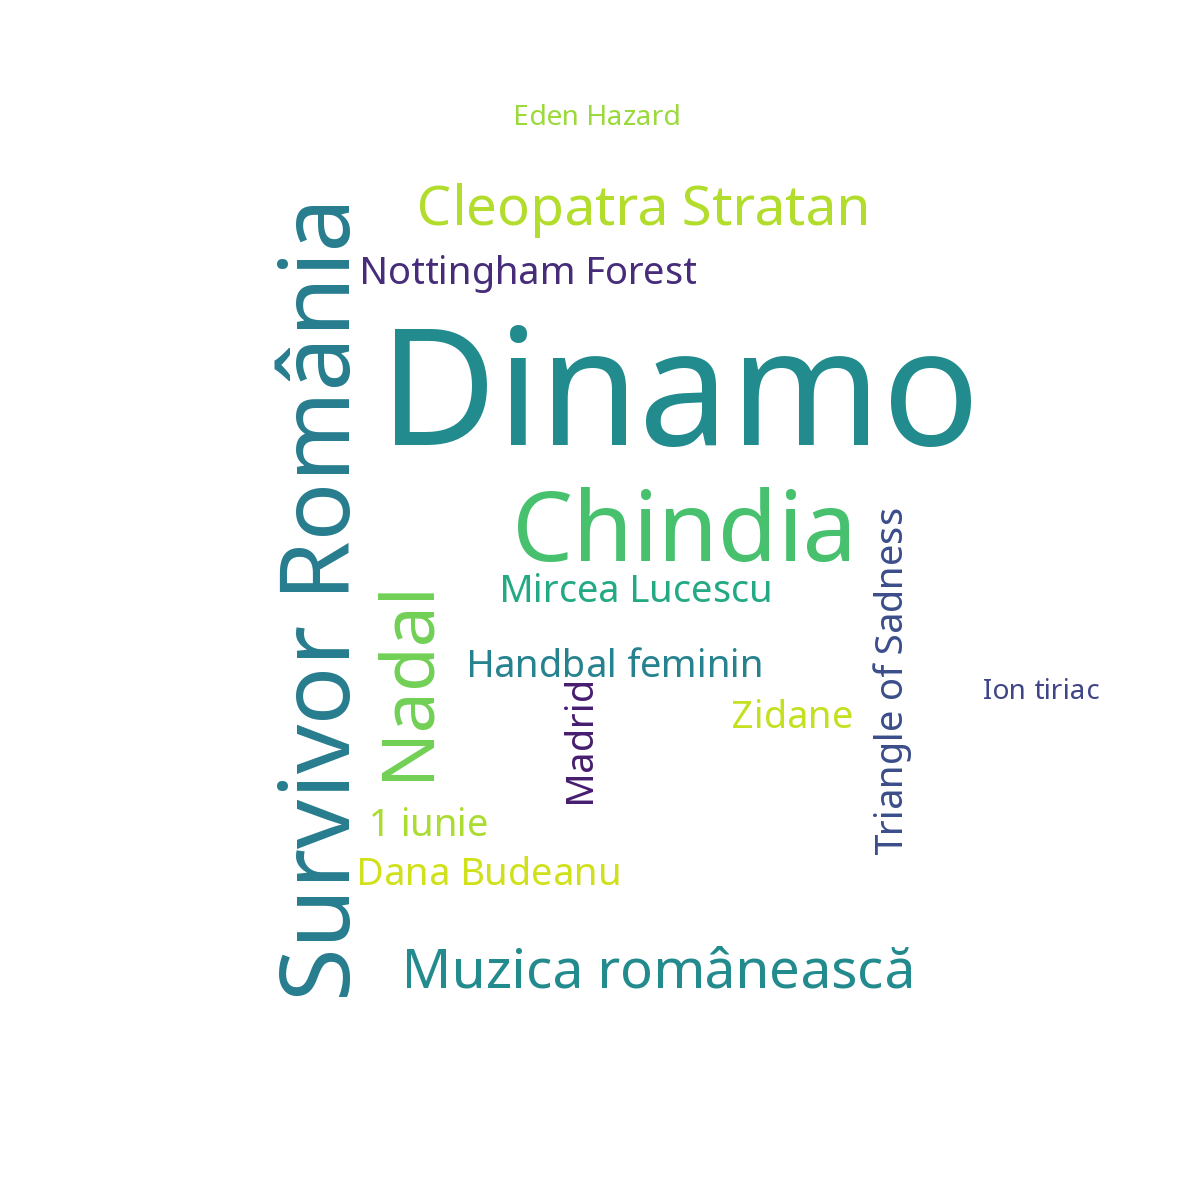 Eden Hazard
Cleopatra Stratan
Survivor România
Nottingham Forest
Dinamo
Chindia
Mircea Lucescu
Nadal
Handbal feminin
Triangle of Sadness
Madrid
Zidane
Ion tiriac
1 iunie
Dana Budeanu
Muzica românească